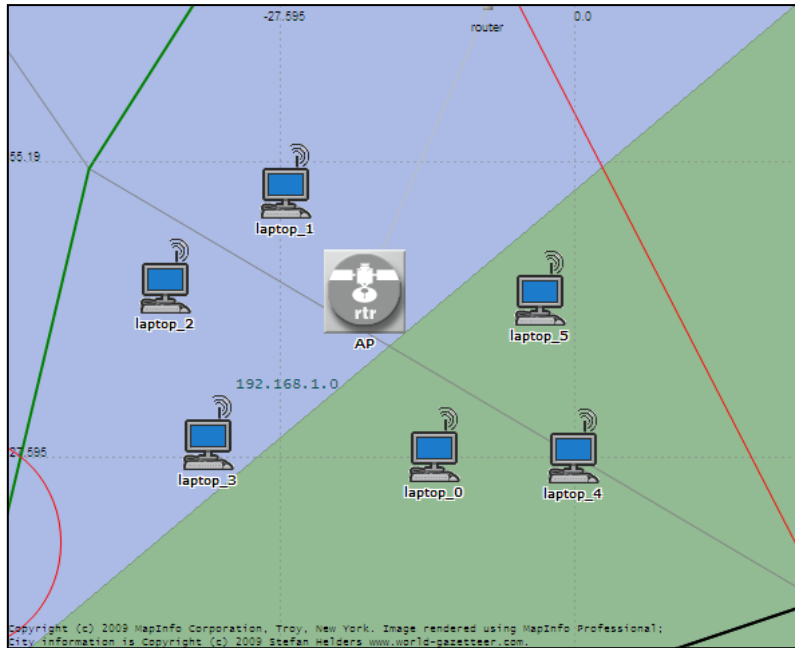 -27.595 0.0
router
55.19
laptop_1
laptop_2
rtr
laptop_5
AP
192.168.1.0
27.595
laptop_3
laptop_0
laptop_4
Copyright (c) 2009 MapInfo Corporation, Troy, New York. Image rendered using MapInfo Professional;
City information is Copyright (c) 2009 Stefan Helders www.world-gazetteer.com.